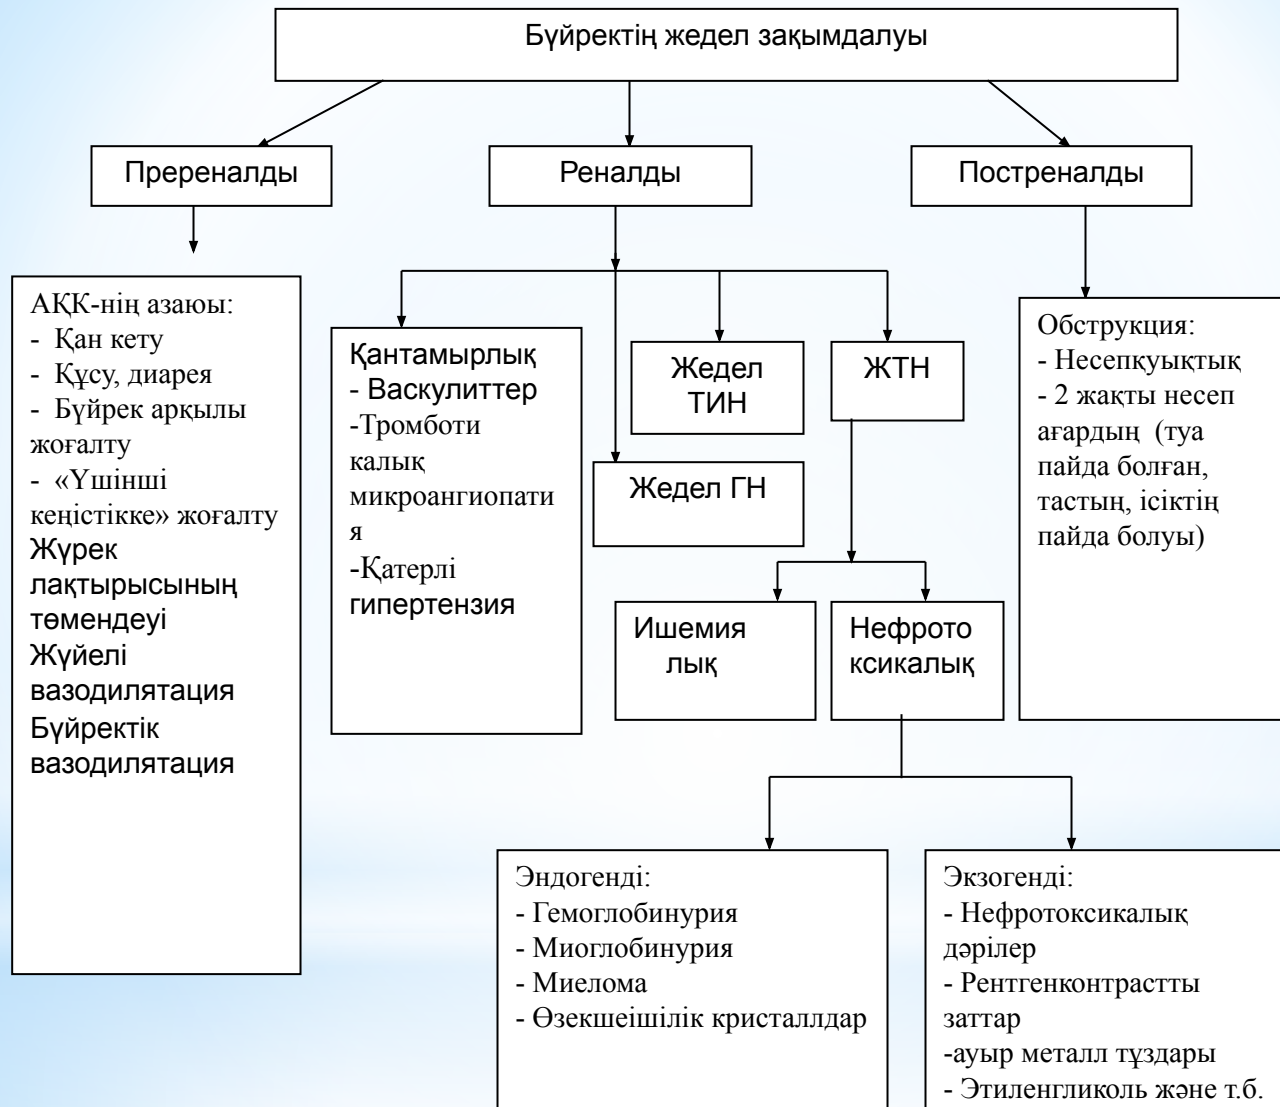 Бүйректің жедел зақымдалуы
Пререналды
Реналды
Постреналды
АҚК-нің азаюы:
- Қан кету
- Құсу, диарея
- Бүйрек арқылы
жоғалту
- «Үшінші
кеңістікке» жоғалту
Жүрек
лақтырысының
төмендеуі
Жүйелі
вазодилятация
Бүйректік
вазодилятация
Қантамырлық
- Васкулиттер
-Тромботи
калық
микроангиопати
я
-Қатерлі
гипертензия
Жедел
ТИН
ЖТН
Жедел ГН
Ишемия
лық
Нефрото
ксикалық
Обструкция:
- Несепқуықтық
- 2 жақты несеп
ағардың (туа
пайда болған,
тастың, ісіктің
пайда болуы)
Эндогенді:
- Гемоглобинурия
- Миоглобинурия
- Миелома
- Өзекшеішілік кристаллдар
Экзогенді:
- Нефротоксикалық
дәрілер
- Рентгенконтрастты
заттар
-ауыр металл тұздары
- Этиленгликоль және т.б.